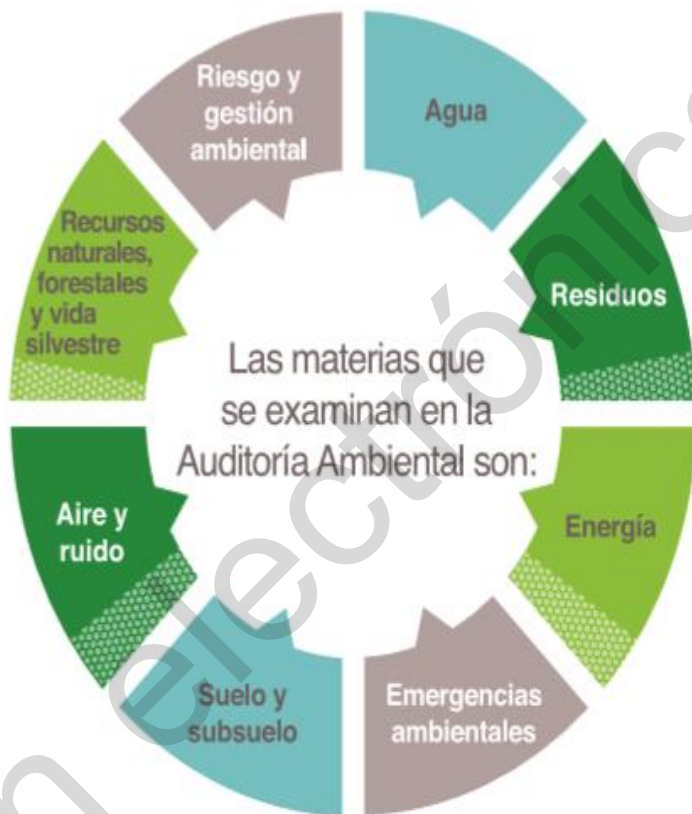 Riesgo y
gestión
ambiental
Agua
Residuos
Energía
Emergencias
ambientales
Suelo y
subsuelo
Aire y
ruido
Recursos
naturales,
forestales
y vida
silvestre
Las materias que
se examinan en la
Auditoría Ambiental son: